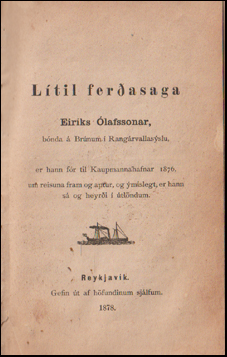 Lítil ferðasaga
Eiríks Ólafssonar,
bónda á Brúnum í Rangárvallasýslu,
er hann fór til Kaupmannahafnar 1876,
um reisuna fram og aptur, og ýmislegt, er hann
sá og heyrði í útlöndum.
Reykjavík.
Gefin út af höfundinum sjálfum.
1878.